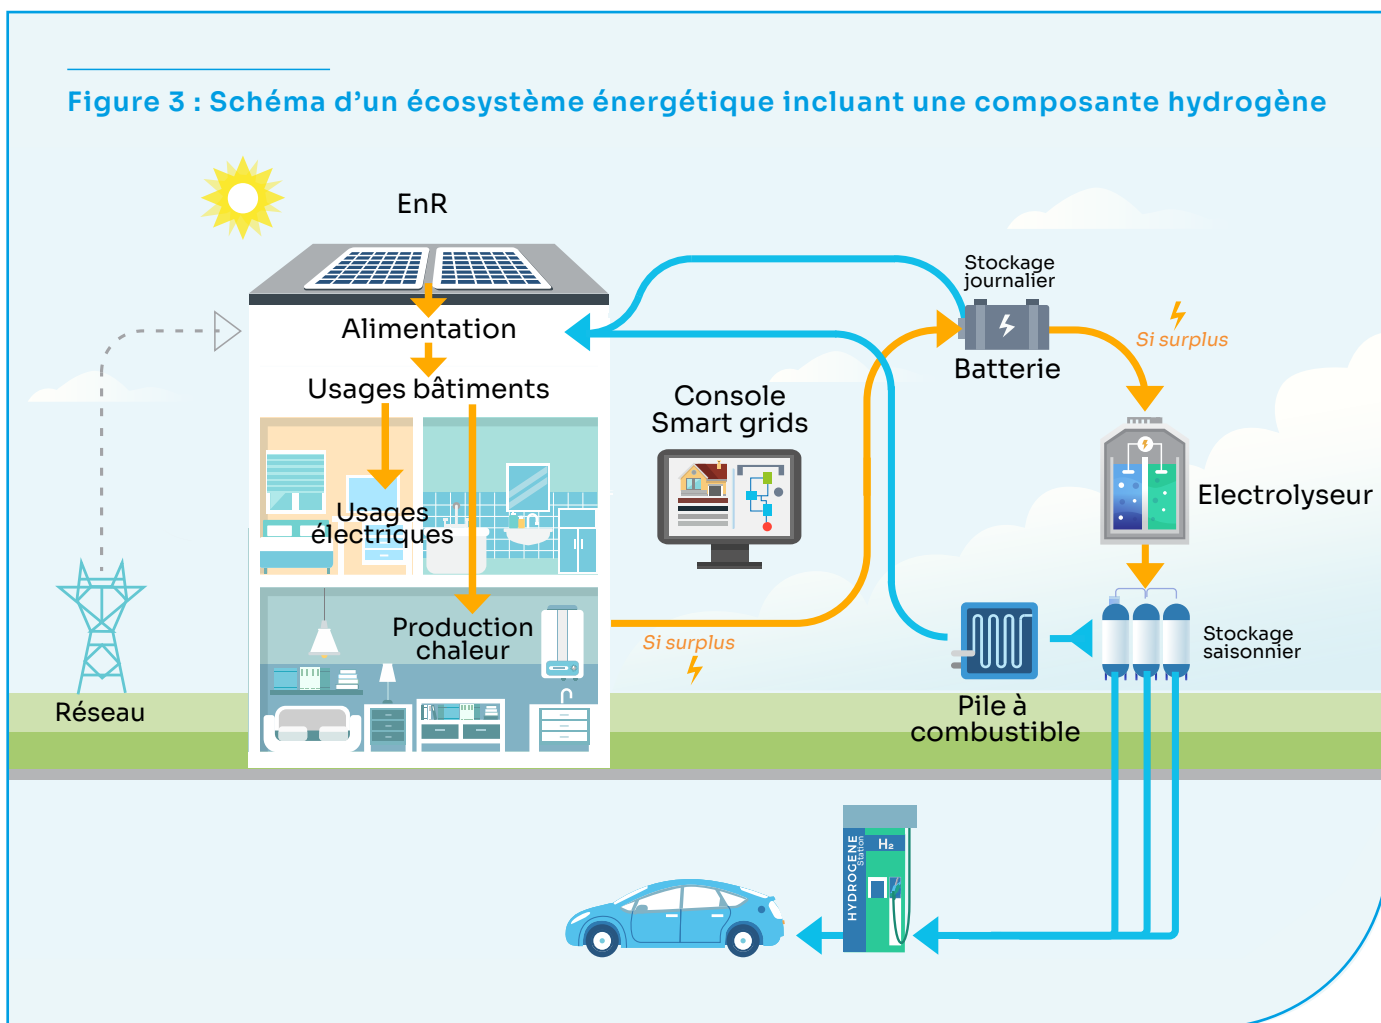 Figure 3 : Schéma d’un écosystème énergétique incluant une composante hydrogène
EnR
Alimentation
Usages bâtiments
Usages
électriques
Production
chaleur
Réseau
Console
Smart grids
Si surplus
Stockage
journalier
Batterie
Si surplus
Electrolyseur
Stockage
saisonnier
Pile à
combustible
HYDROGENE
Station
H₂